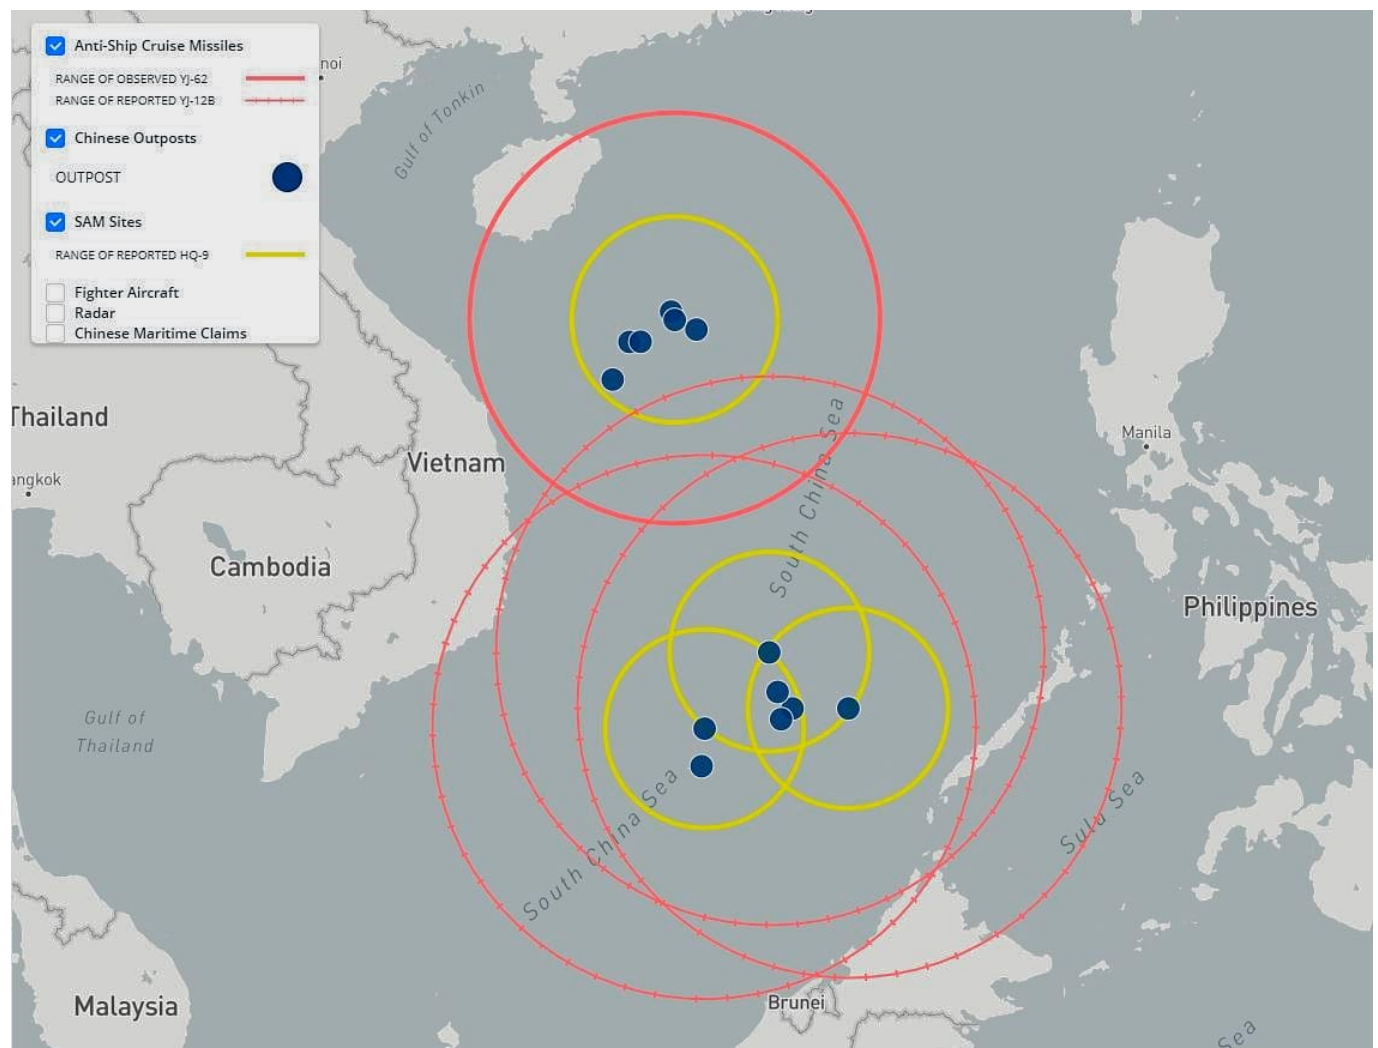 Anti-Ship Cruise Missiles
RANGE OF OBSERVED YJ-62
RANGE OF REPORTED YJ-12B
Chinese Outposts
OUTPOST
SAM Sites
RANGE OF REPORTED HQ-9
Fighter Aircraft
Radar
Chinese Maritime Claims
noi
Gulf of Tonkin
Thailand
angkok
Vietnam
Cambodia
South China Sea
Manila
Philippines
Gulf of
Thailand
South China Sea
Sulu Sea
Malaysia
Brunei
Sea